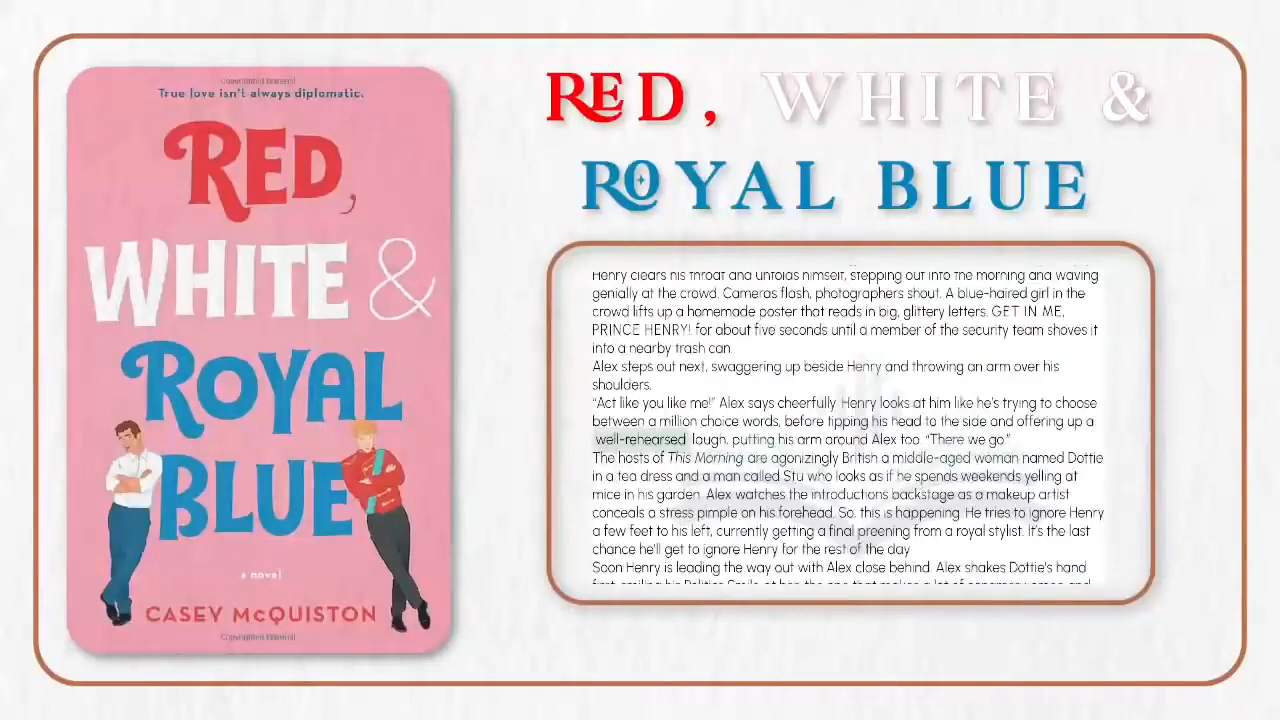 Copyrighted Material
True love isn't always diplomatic.
RED,
WHITE &
ROYAL
BLUE
a novel
CASEY McQUISTON
Copyrighted Material
RED, WHITE &
ROYAL BLUE
Henry clears his throat and unfolds himself, stepping out into the morning and waving
genially at the crowd. Cameras flash, photographers shout. A blue-haired girl in the
crowd lifts up a homemade poster that reads in big, glittery letters. GET IN ME,
PRINCE HENRY! for about five seconds until a member of the security team shoves it
into a nearby trash can
Alex steps out next, swaggering up beside Henry and throwing an arm over his
shoulders.
“Act like you like me!” Alex says cheerfully. Henry looks at him like he's trying to choose
between a million choice words, before tipping his head to the side and offering up a
well-rehearsed laugh, putting his arm around Alex too. “There we go.”
The hosts of This Morning are agonizingly British a middle-aged woman named Dottie
in a tea dress and a man called Stu who looks as if he spends weekends yelling at
mice in his garden. Alex watches the introductions backstage as a makeup artist
conceals a stress pimple on his forehead. So, this is happening. He tries to ignore Henry
a few feet to his left, currently getting a final preening from a royal stylist. It's the last
chance he'll get to ignore Henry for the rest of the day
Soon Henry is leading the way out with Alex close behind. Alex shakes Dottie's hand